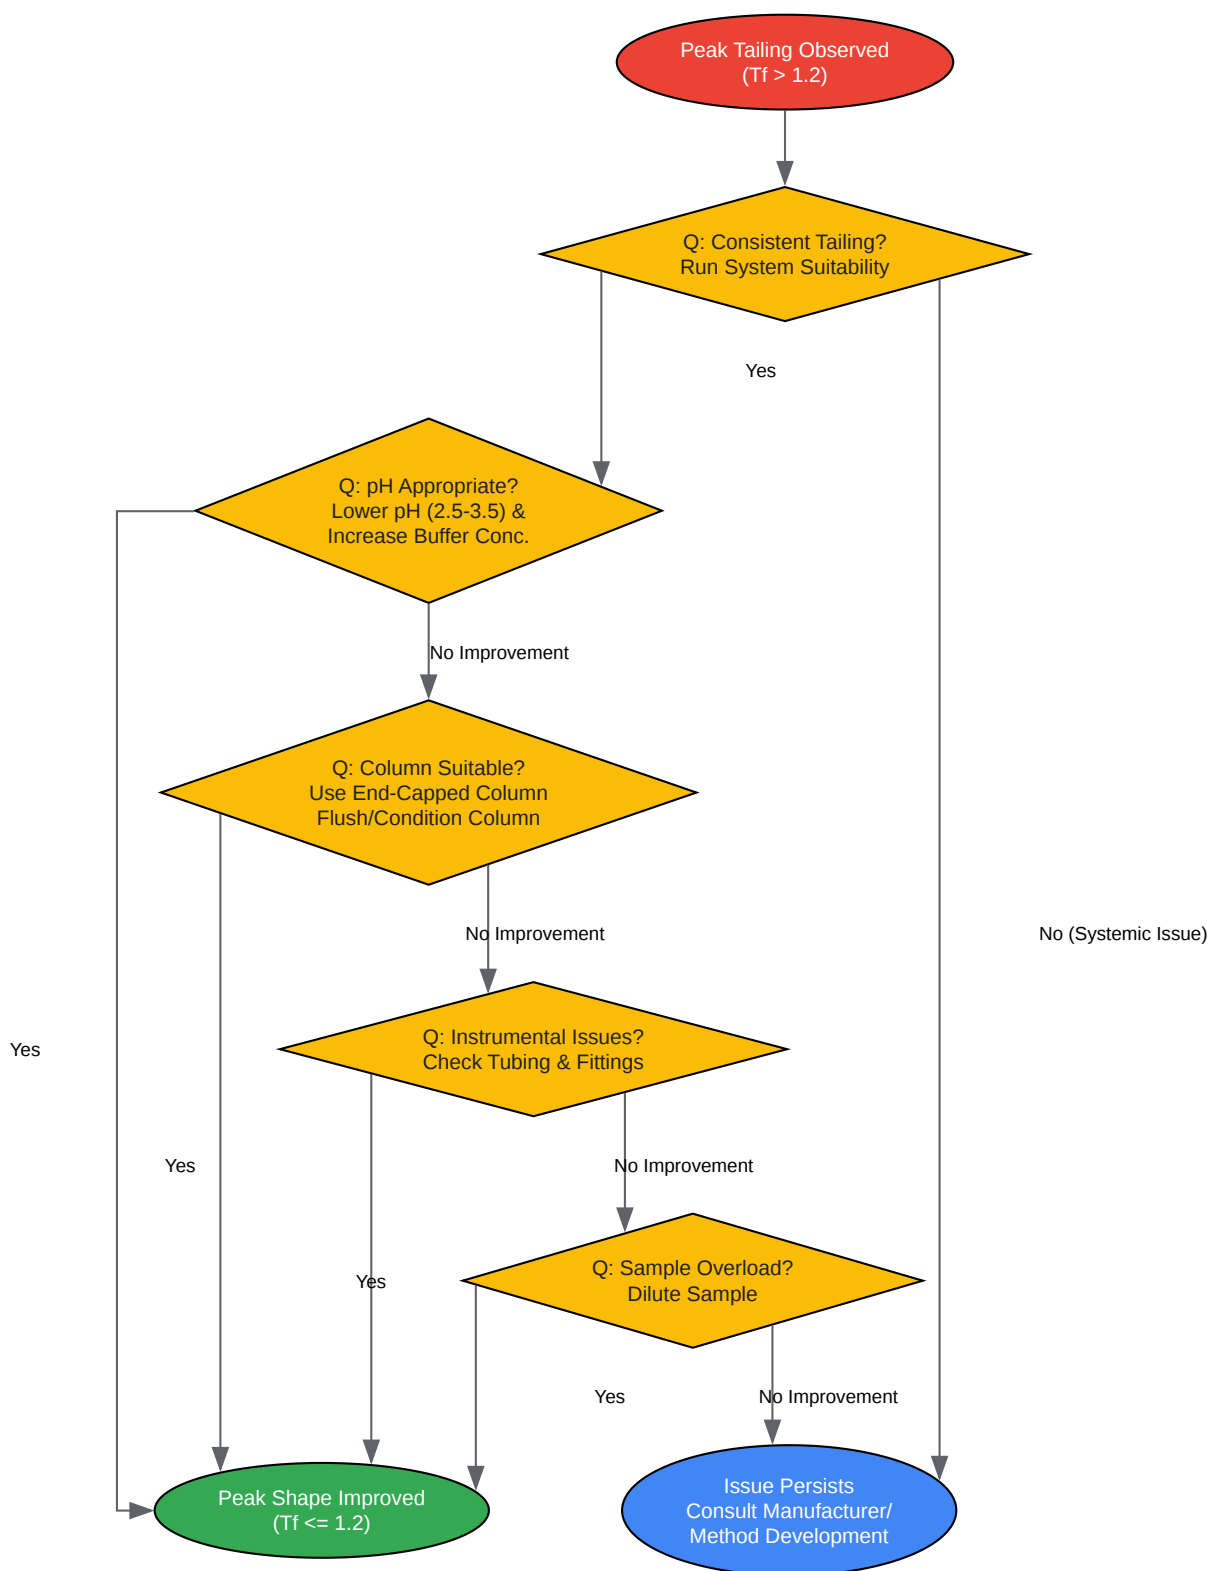 Peak Tailing Observed
(Tf > 1.2)
Q: Consistent Tailing?
Run System Suitability
Yes
Q: pH Appropriate?
Lower pH (2.5-3.5) &
Increase Buffer Conc.
No Improvement
Q: Column Suitable?
Use End-Capped Column
Flush/Condition Column
No Improvement
No (Systemic Issue)
Q: Instrumental Issues?
Check Tubing & Fittings
Yes
Yes
No Improvement
Q: Sample Overload?
Dilute Sample
Yes
Yes
No Improvement
Peak Shape Improved
(Tf <= 1.2)
Issue Persists
Consult Manufacturer/
Method Development